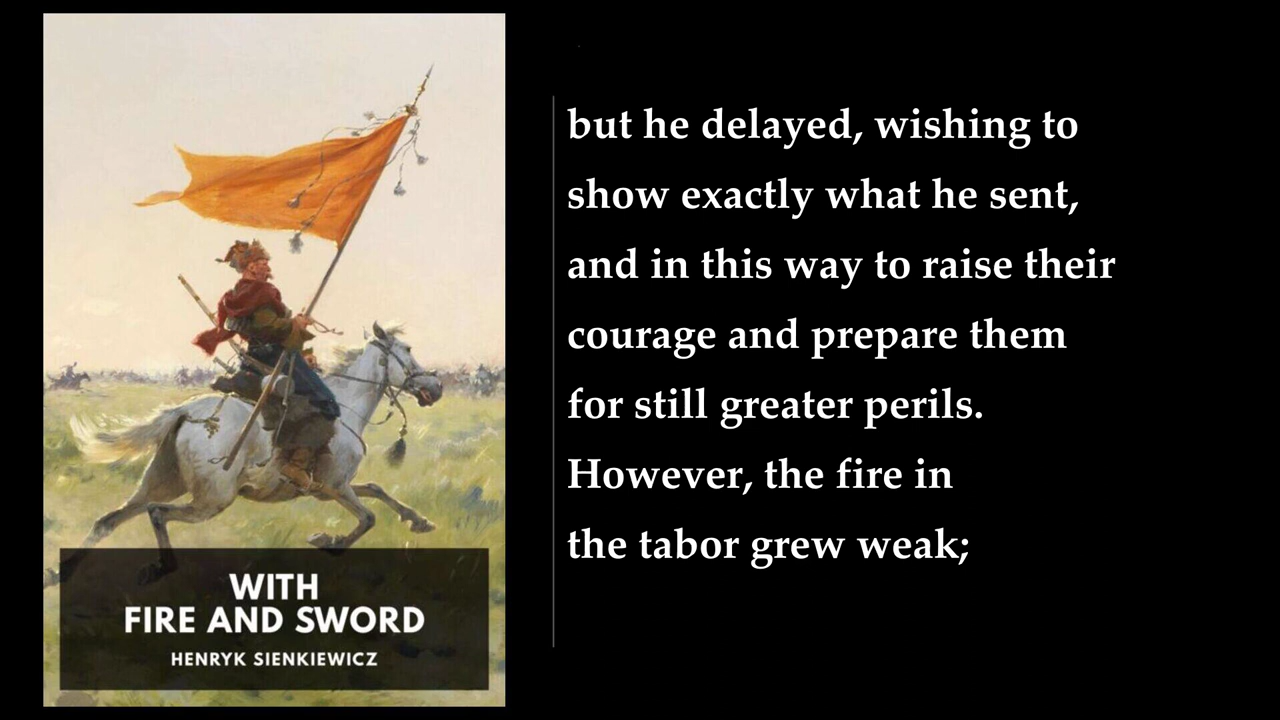 WITH
FIRE AND SWORD
HENRYK SIENKIEWICZ
but he delayed, wishing to
show exactly what he sent,
and in this way to raise their
courage and prepare them
for still greater perils.
However, the fire in
the tabor grew weak;